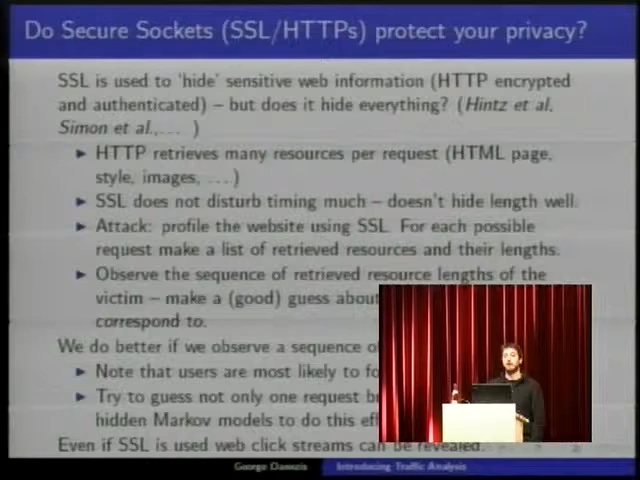 Do Secure Sockets (SSL/HTTPs) protect your privacy?
SSL is used to 'hide' sensitive web information (HTTP encrypted
and authenticated) – but does it hide everything? (Hintz et al,
Simon et al.,... )
▶ HTTP retrieves many resources per request (HTML page,
style, images, ...)
▶ SSL does not disturb timing much – doesn't hide length well.
▶ Attack: profile the website using SSL. For each possible
request make a list of retrieved resources and their lengths.
▶ Observe the sequence of retrieved resource lengths of the
victim – make a (good) guess about
correspond to.
We do better if we observe a sequence of
▶ Note that users are most likely to
▶ Try to guess not only one request
hidden Markov models to do this
Even if SSL is used web click streams can be revealed.
George Danezis Introducing Traffic Analysis